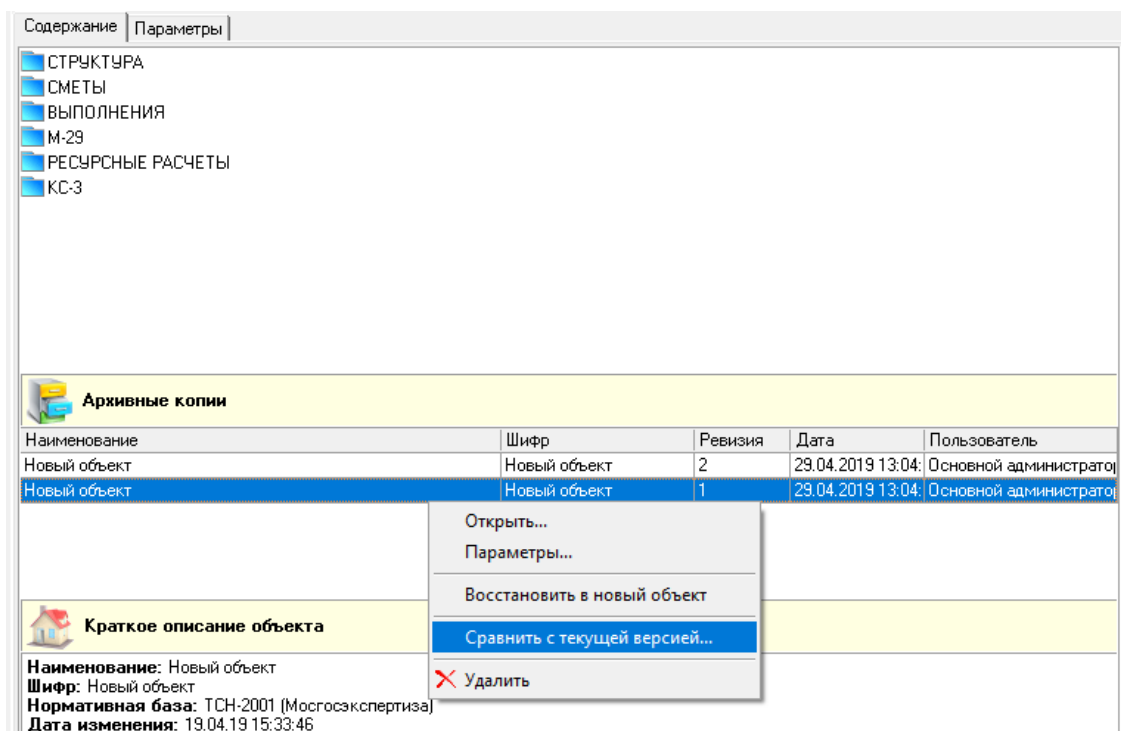 Содержание Параметры
СТРУКТУРА
СМЕТЫ
ВЫПОЛНЕНИЯ
М-29
РЕСУРСНЫЕ РАСЧЕТЫ
КС-3
Архивные копии
Наименование Шифр Ревизия Дата Пользователь
Новый объект Новый объект 2 29.04.2019 13:04: Основной администратор
Новый объект Новый объект 1 29.04.2019 13:04: Основной администратор
Открыть...
Параметры...
Восстановить в новый объект
Сравнить с текущей версией...
Удалить
Краткое описание объекта
Наименование: Новый объект
Шифр: Новый объект
Нормативная база: ТСН-2001 (Мосгосэкспертиза)
Дата изменения: 19.04.19 15:33:46